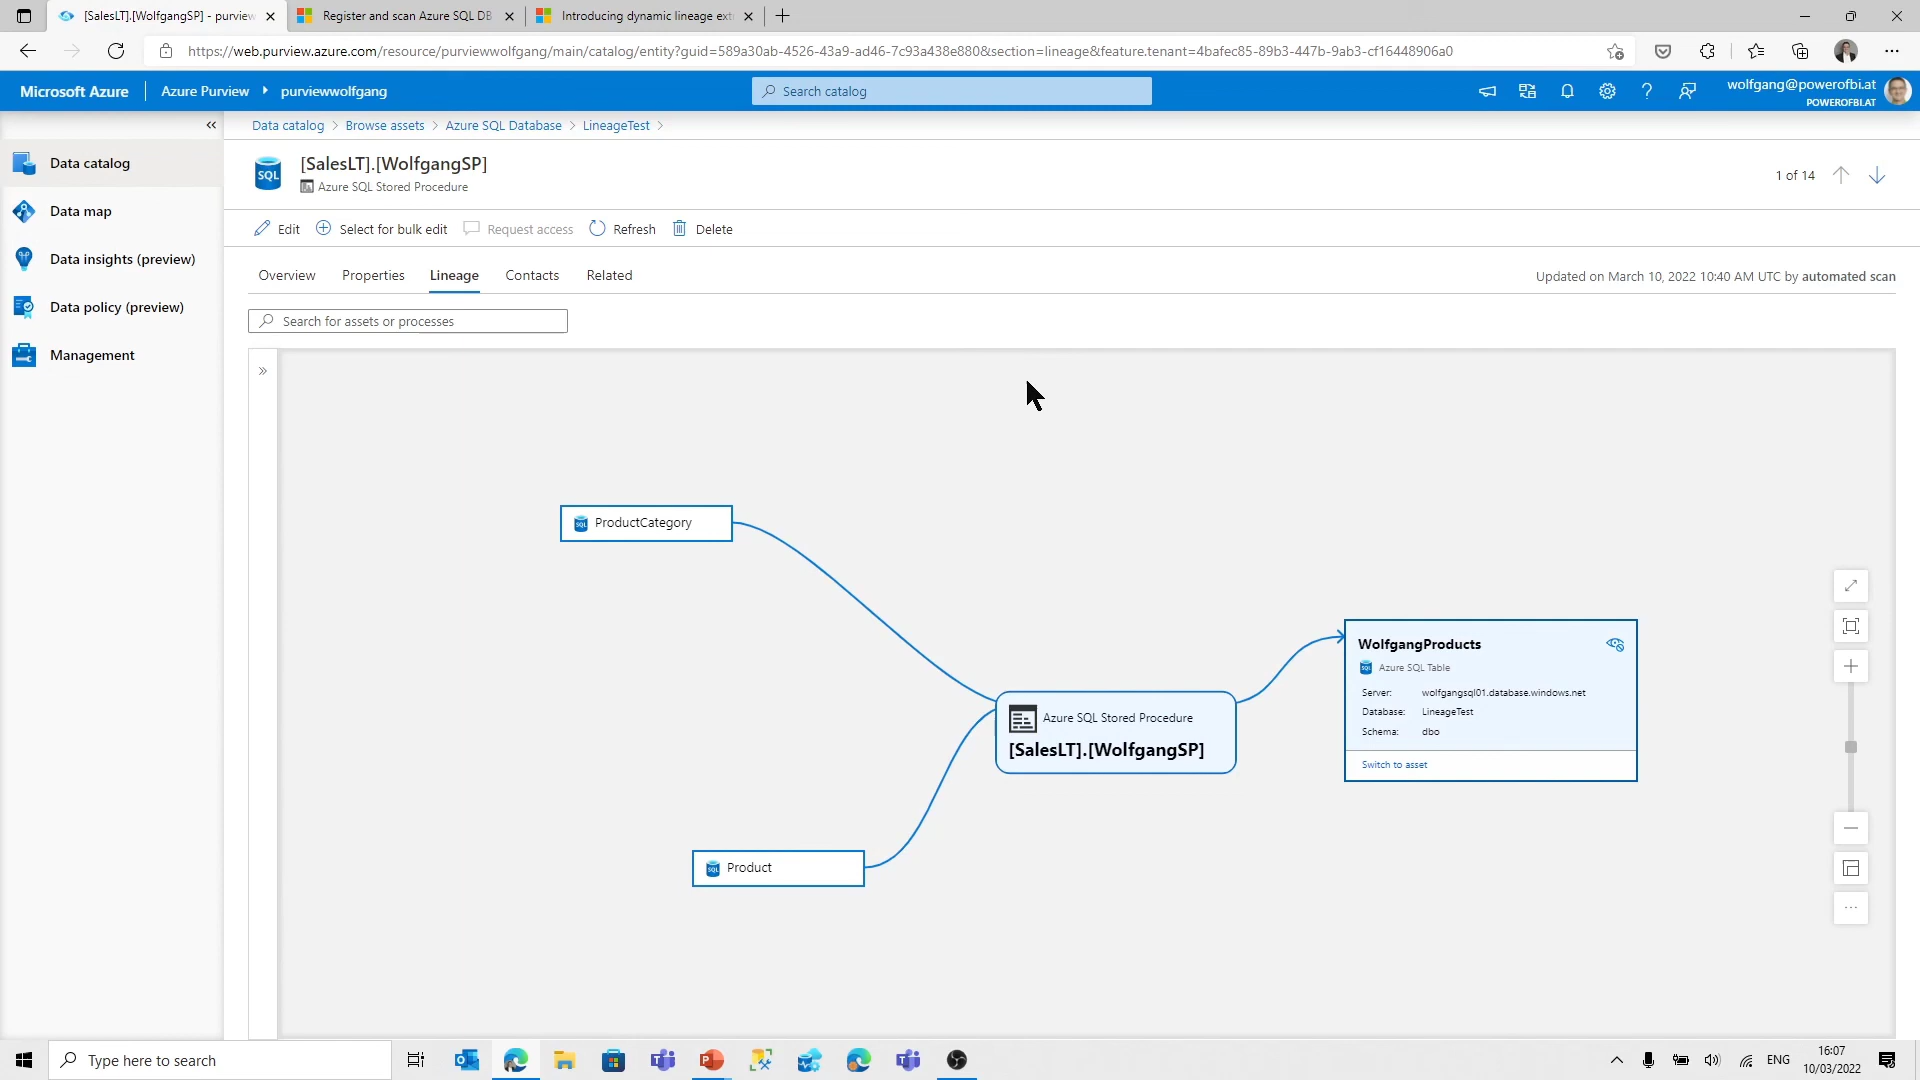 [SalesLT].[WolfgangSP] - purview
Register and scan Azure SQL DB
Introducing dynamic lineage ext
https://web.purview.azure.com/resource/purviewwolfgang/main/catalog/entity?guid=589a30ab-4526-43a9-ad46-7c93a438e880&section=lineage&feature.tenant=4bafec85-89b3-447b-9ab3-cf16448906a0
Microsoft Azure
Azure Purview
purviewwolfgang
Search catalog
wolfgang@powerofbi.at
POWEROFBI.AT
Data catalog > Browse assets > Azure SQL Database > LineageTest >
Data catalog
Data map
Data insights (preview)
Data policy (preview)
Management
SQL
[SalesLT].[WolfgangSP]
Azure SQL Stored Procedure
1 of 14
Edit
Select for bulk edit
Request access
Refresh
Delete
Overview
Properties
Lineage
Contacts
Related
Updated on March 10, 2022 10:40 AM UTC by automated scan
Search for assets or processes
SQL ProductCategory
WolfgangProducts
SQL Azure SQL Table
Server: wolfgangsql01.database.windows.net
Database: LineageTest
Schema: dbo
Switch to asset
Azure SQL Stored Procedure
[SalesLT].[WolfgangSP]
SQL Product
Type here to search
ENG
16:07
10/03/2022